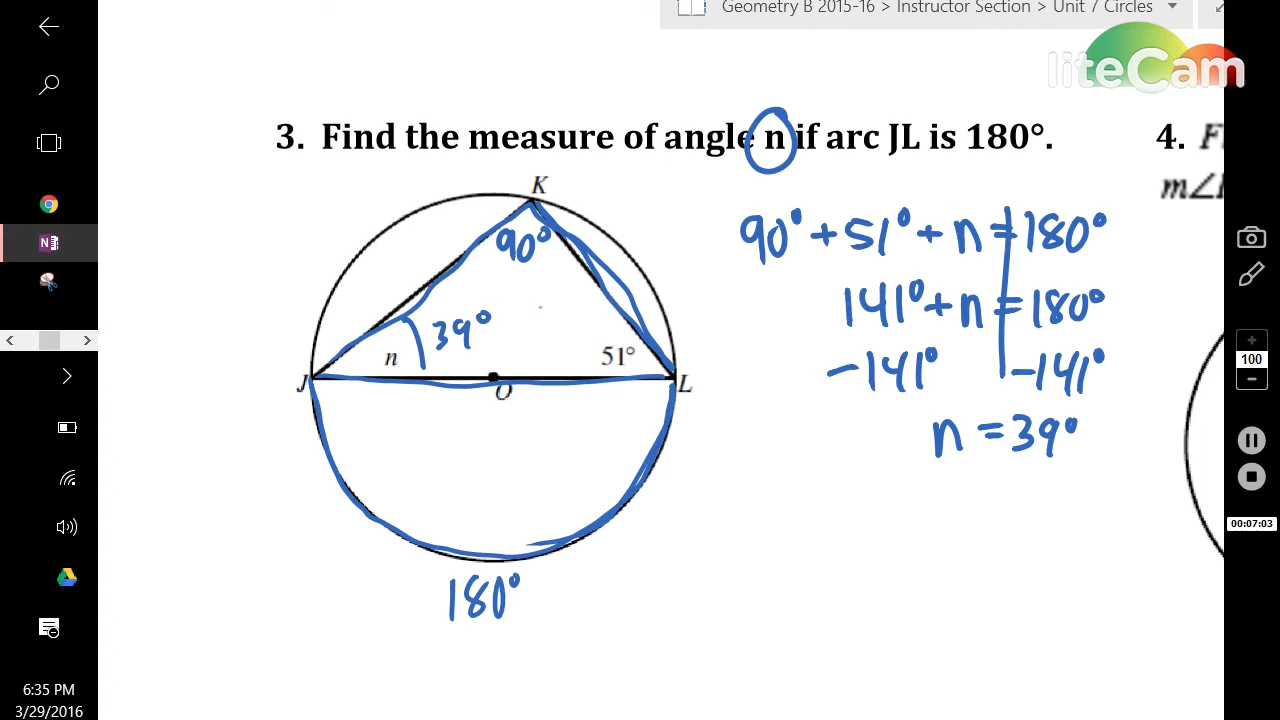 Geometry B 2015-16 > Instructor Section > Unit 7 Circles
liteCam
3. Find the measure of angle n if arc JL is 180°.
4.
K
90°
39°
n
51°
J
O
L
180°
90° + 51° + n = 180°
141° + n = 180°
-141° -141°
n = 39°
100
00:07:03
6:35 PM
3/29/2016